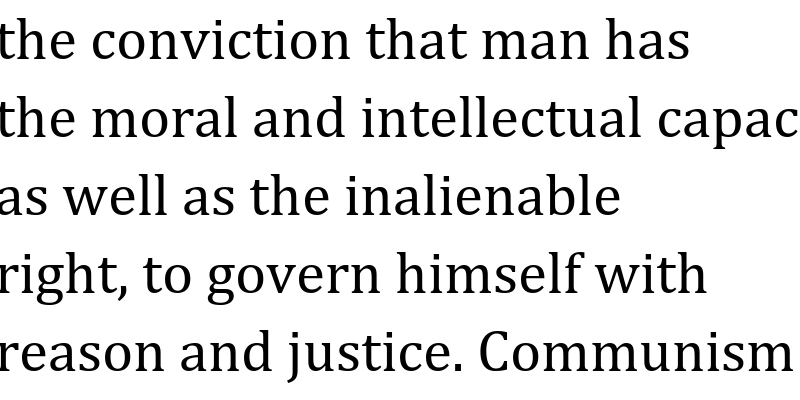 the conviction that man has
the moral and intellectual capac
as well as the inalienable
right, to govern himself with
reason and justice. Communism